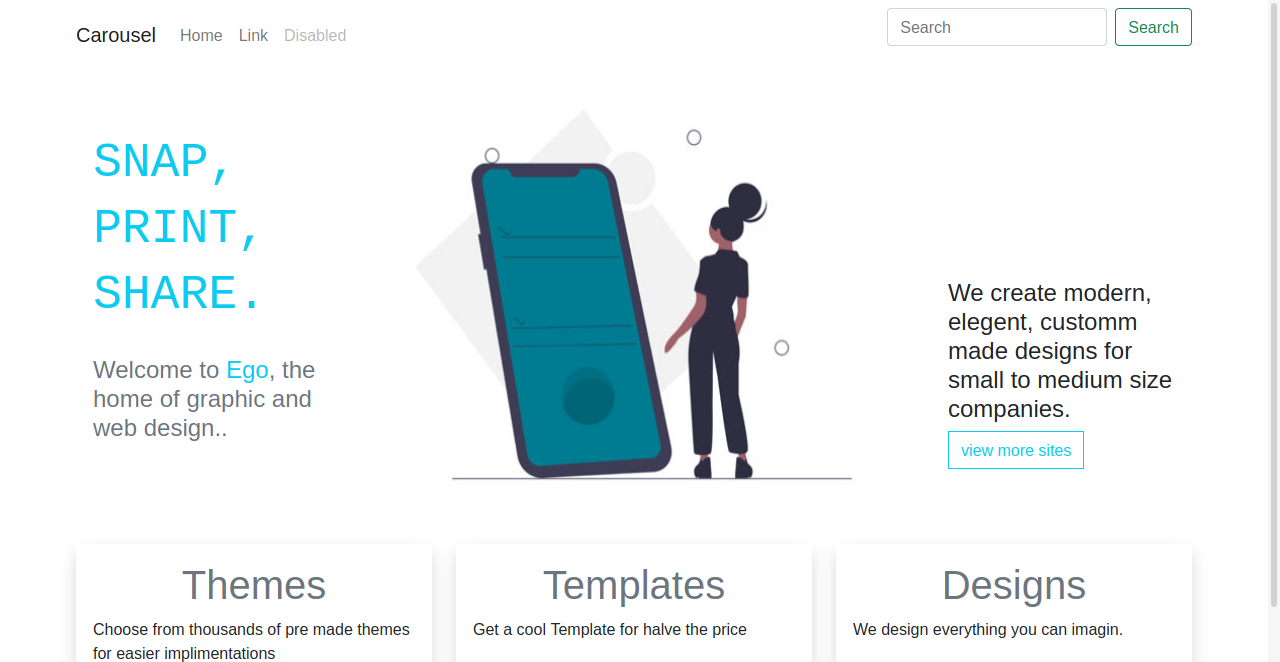 Carousel Home Link Disabled Search Search
SNAP,
PRINT,
SHARE.
Welcome to Ego, the
home of graphic and
web design..
We create modern,
elegent, customm
made designs for
small to medium size
companies.
view more sites
Themes
Choose from thousands of pre made themes
for easier implimentations
Templates
Get a cool Template for halve the price
Designs
We design everything you can imagin.